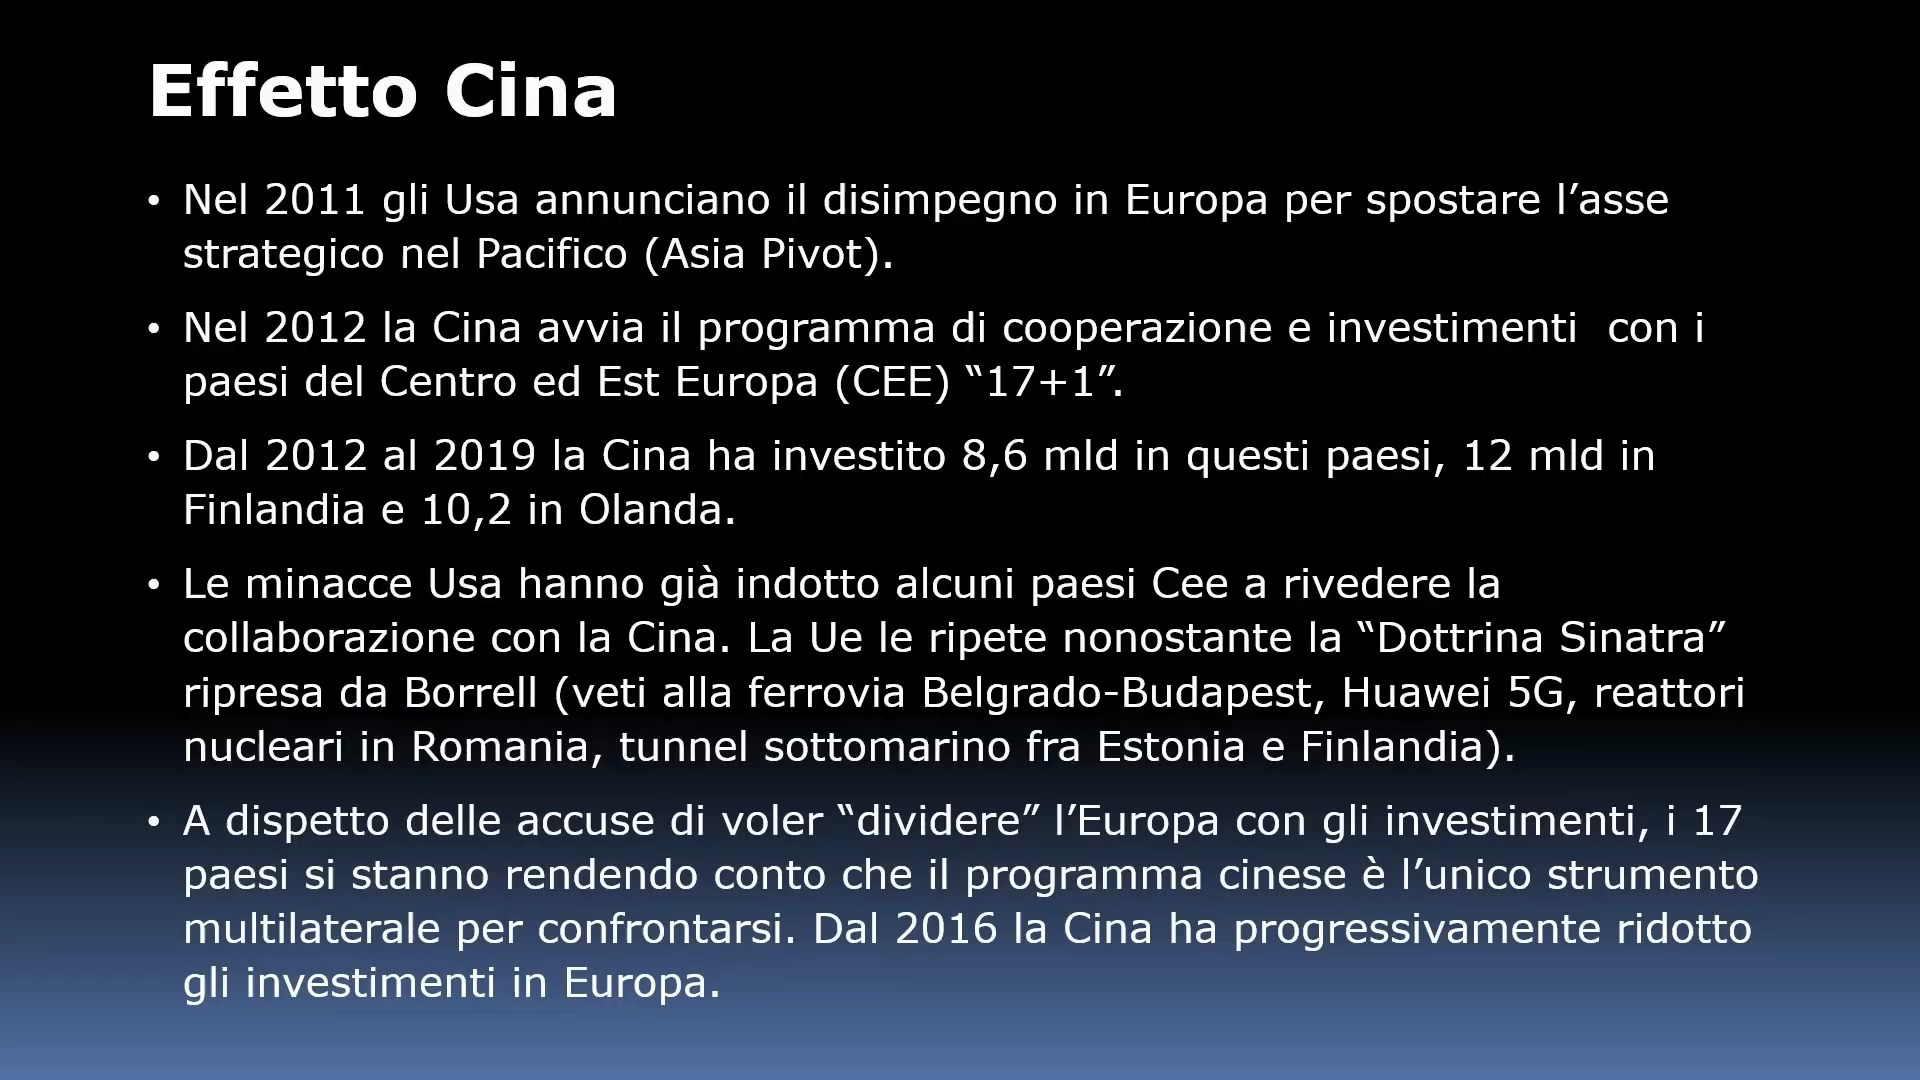 Effetto Cina
• Nel 2011 gli Usa annunciano il disimpegno in Europa per spostare l’asse
strategico nel Pacifico (Asia Pivot).
• Nel 2012 la Cina avvia il programma di cooperazione e investimenti  con i
paesi del Centro ed Est Europa (CEE) “17+1”.
• Dal 2012 al 2019 la Cina ha investito 8,6 mld in questi paesi, 12 mld in
Finlandia e 10,2 in Olanda.
• Le minacce Usa hanno già indotto alcuni paesi Cee a rivedere la
collaborazione con la Cina. La Ue le ripete nonostante la “Dottrina Sinatra”
ripresa da Borrell (veti alla ferrovia Belgrado-Budapest, Huawei 5G, reattori
nucleari in Romania, tunnel sottomarino fra Estonia e Finlandia).
• A dispetto delle accuse di voler “dividere” l’Europa con gli investimenti, i 17
paesi si stanno rendendo conto che il programma cinese è l’unico strumento
multilaterale per confrontarsi. Dal 2016 la Cina ha progressivamente ridotto
gli investimenti in Europa.